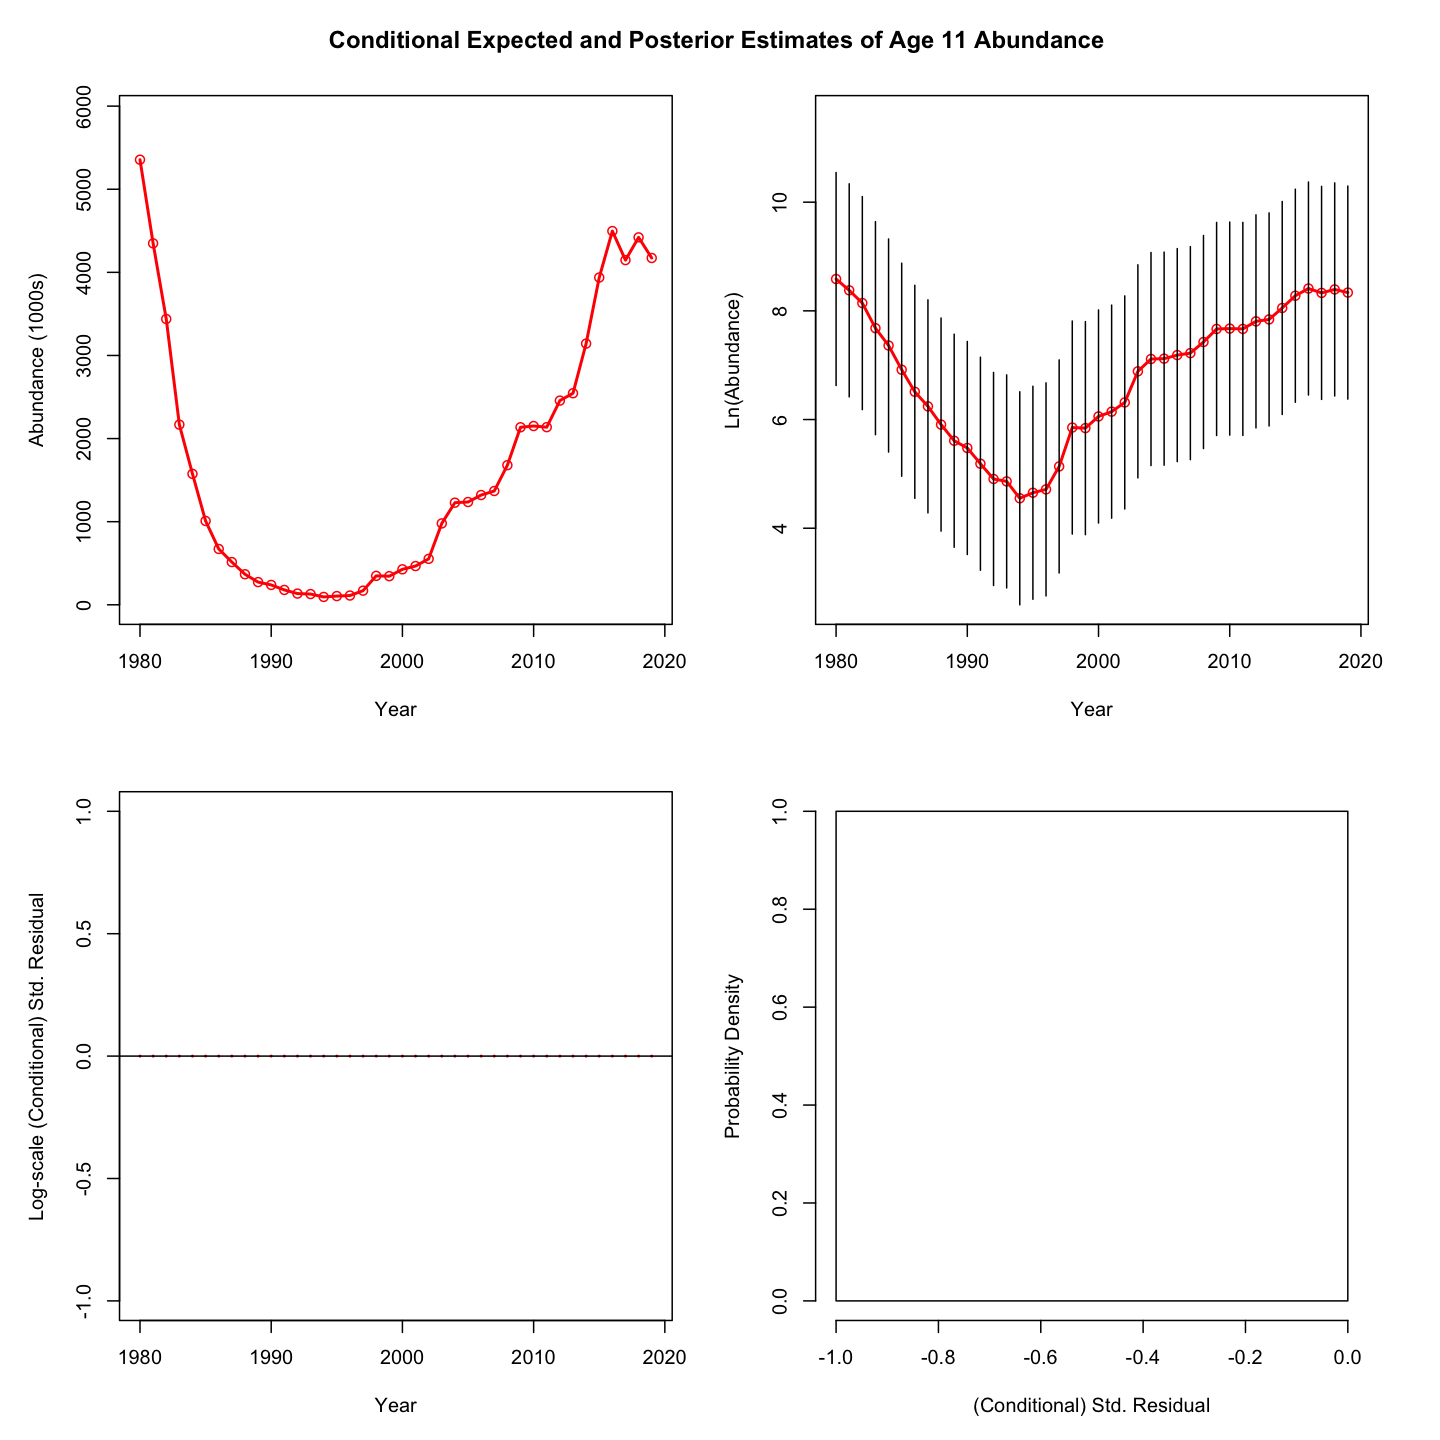 Conditional Expected and Posterior Estimates of Age 11 Abundance
Abundance (1000s)
6000
5000
4000
3000
2000
1000
0
1980 1990 2000 2010 2020
Year
Ln(Abundance)
10
8
6
4
1980 1990 2000 2010 2020
Year
Log-scale (Conditional) Std. Residual
1.0
0.5
0.0
-0.5
-1.0
1980 1990 2000 2010 2020
Year
Probability Density
1.0
0.8
0.6
0.4
0.2
0.0
-1.0 -0.8 -0.6 -0.4 -0.2 0.0
(Conditional) Std. Residual